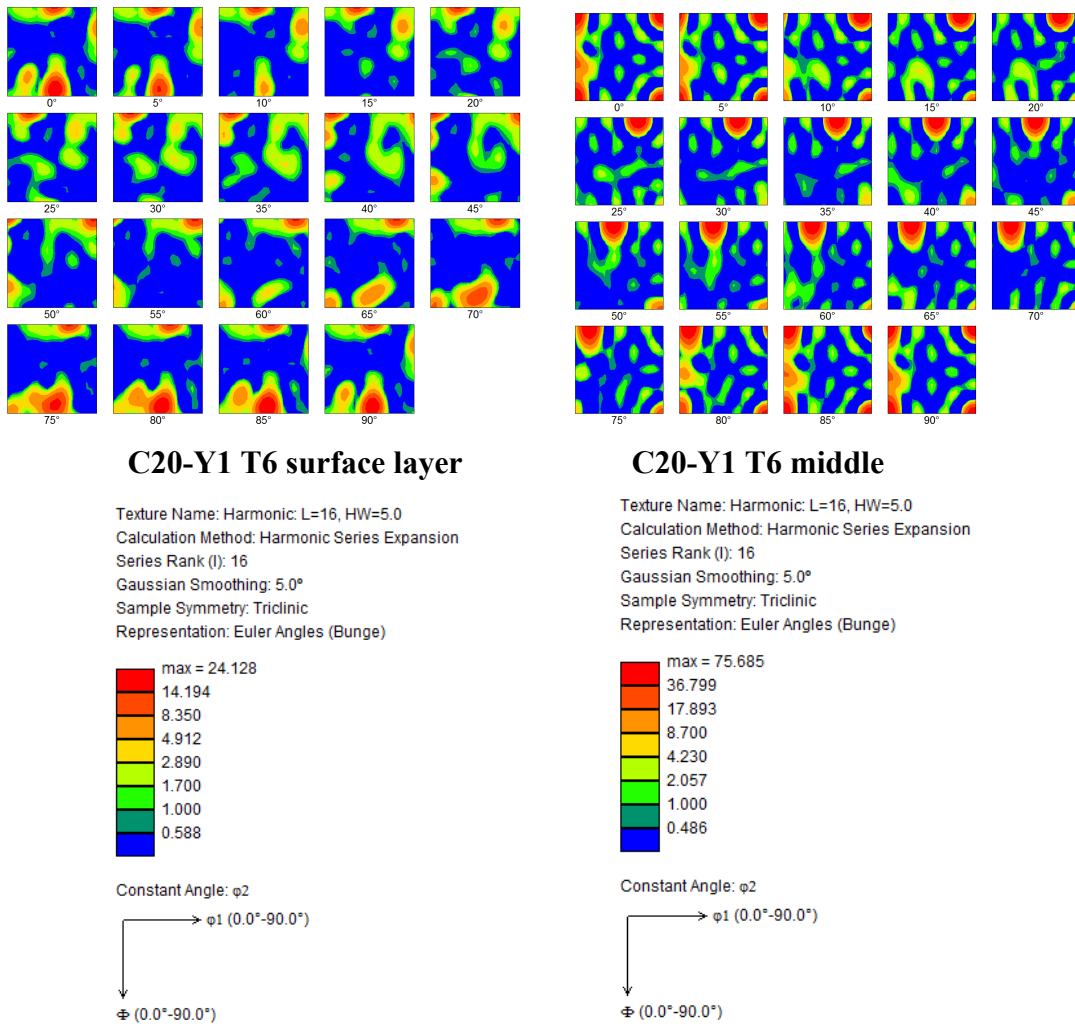 0° 5° 10° 15° 20°
25° 30° 35° 40° 45°
50° 55° 60° 65° 70°
75° 80° 85° 90°
C20-Y1 T6 surface layer
Texture Name: Harmonic: L=16, HW=5.0
Calculation Method: Harmonic Series Expansion
Series Rank (l): 16
Gaussian Smoothing: 5.0°
Sample Symmetry: Triclinic
Representation: Euler Angles (Bunge)
max = 24.128
14.194
8.350
4.912
2.890
1.700
1.000
0.588
Constant Angle: φ2
φ1 (0.0°-90.0°)
Φ (0.0°-90.0°)
0° 5° 10° 15° 20°
25° 30° 35° 40° 45°
50° 55° 60° 65° 70°
75° 80° 85° 90°
C20-Y1 T6 middle
Texture Name: Harmonic: L=16, HW=5.0
Calculation Method: Harmonic Series Expansion
Series Rank (l): 16
Gaussian Smoothing: 5.0°
Sample Symmetry: Triclinic
Representation: Euler Angles (Bunge)
max = 75.685
36.799
17.893
8.700
4.230
2.057
1.000
0.486
Constant Angle: φ2
φ1 (0.0°-90.0°)
Φ (0.0°-90.0°)